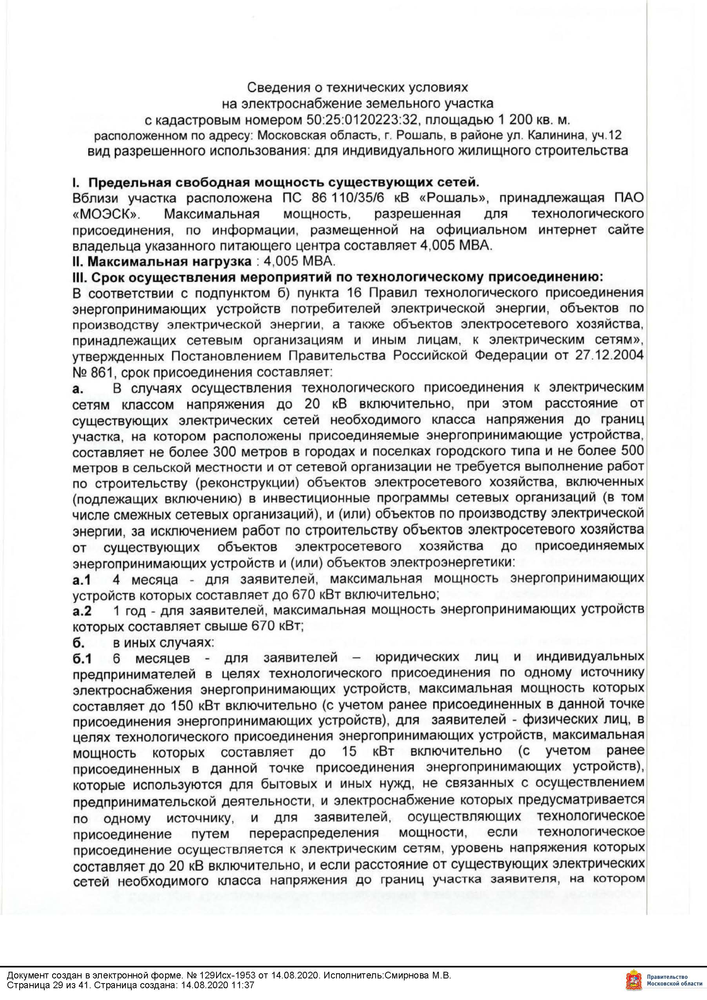 Сведения о технических условиях
на электроснабжение земельного участка
с кадастровым номером 50:25:0120223:32, площадью 1 200 кв. м.
расположенном по адресу: Московская область, г. Рошаль, в районе ул. Калинина, уч.12
вид разрешенного использования: для индивидуального жилищного строительства
I. Предельная свободная мощность существующих сетей.
Вблизи участка расположена ПС 86 110/35/6 кВ «Рошаль», принадлежащая ПАО
«МОЭСК». Максимальная мощность, разрешенная для технологического
присоединения, по информации, размещенной на официальном интернет сайте
владельца указанного питающего центра составляет 4,005 МВА.
II. Максимальная нагрузка : 4,005 МВА.
III. Срок осуществления мероприятий по технологическому присоединению:
В соответствии с подпунктом б) пункта 16 Правил технологического присоединения
энергопринимающих устройств потребителей электрической энергии, объектов по
производству электрической энергии, а также объектов электросетевого хозяйства,
принадлежащих сетевым организациям и иным лицам, к электрическим сетям»,
утвержденных Постановлением Правительства Российской Федерации от 27.12.2004
№ 861, срок присоединения составляет:
а. В случаях осуществления технологического присоединения к электрическим
сетям классом напряжения до 20 кВ включительно, при этом расстояние от
существующих электрических сетей необходимого класса напряжения до границ
участка, на котором расположены присоединяемые энергопринимающие устройства,
составляет не более 300 метров в городах и поселках городского типа и не более 500
метров в сельской местности и от сетевой организации не требуется выполнение работ
по строительству (реконструкции) объектов электросетевого хозяйства, включенных
(подлежащих включению) в инвестиционные программы сетевых организаций (в том
числе смежных сетевых организаций), и (или) объектов по производству электрической
энергии, за исключением работ по строительству объектов электросетевого хозяйства
от существующих объектов электросетевого хозяйства до присоединяемых
энергопринимающих устройств и (или) объектов электроэнергетики:
а.1 4 месяца - для заявителей, максимальная мощность энергопринимающих
устройств которых составляет до 670 кВт включительно;
а.2 1 год - для заявителей, максимальная мощность энергопринимающих устройств
которых составляет свыше 670 кВт;
б. в иных случаях:
б.1 6 месяцев - для заявителей – юридических лиц и индивидуальных
предпринимателей в целях технологического присоединения по одному источнику
электроснабжения энергопринимающих устройств, максимальная мощность которых
составляет до 150 кВт включительно (с учетом ранее присоединенных в данной точке
присоединения энергопринимающих устройств), для заявителей - физических лиц, в
целях технологического присоединения энергопринимающих устройств, максимальная
мощность которых составляет до 15 кВт включительно (с учетом ранее
присоединенных в данной точке присоединения энергопринимающих устройств),
которые используются для бытовых и иных нужд, не связанных с осуществлением
предпринимательской деятельности, и электроснабжение которых предусматривается
по одному источнику, и для заявителей, осуществляющих технологическое
присоединение путем перераспределения мощности, если технологическое
присоединение осуществляется к электрическим сетям, уровень напряжения которых
составляет до 20 кВ включительно, и если расстояние от существующих электрических
сетей необходимого класса напряжения до границ участка заявителя, на котором
Документ создан в электронной форме. № 129Исх-1953 от 14.08.2020. Исполнитель:Смирнова М.В.
Страница 29 из 41. Страница создана: 14.08.2020 11:37
Правительство
Московской области